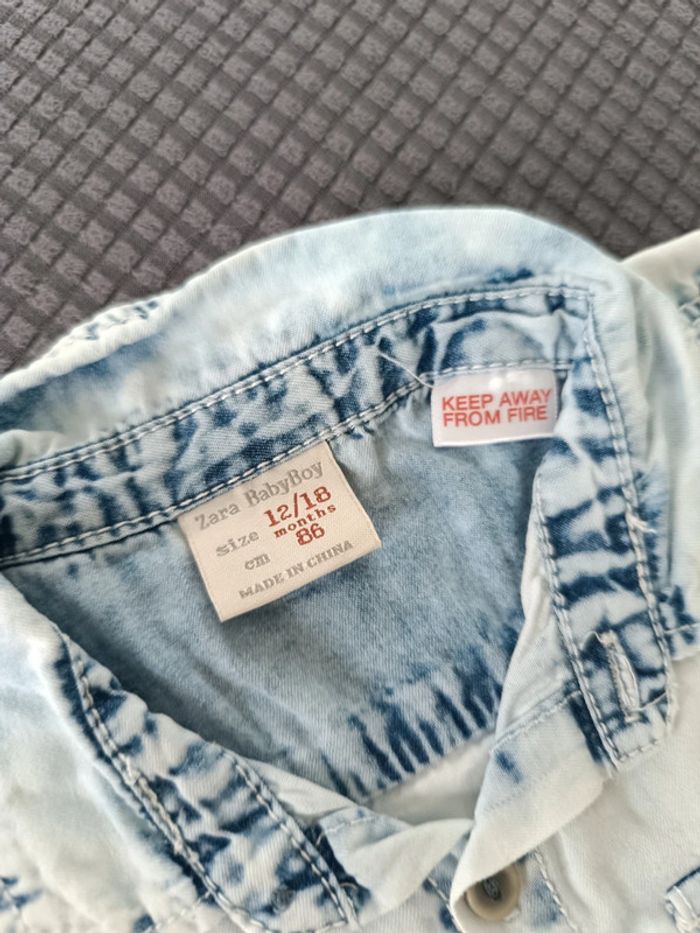 KEEP AWAY
FROM FIRE
Zara BabyBoy
size 12/18
months
cm 86
MADE IN CHINA